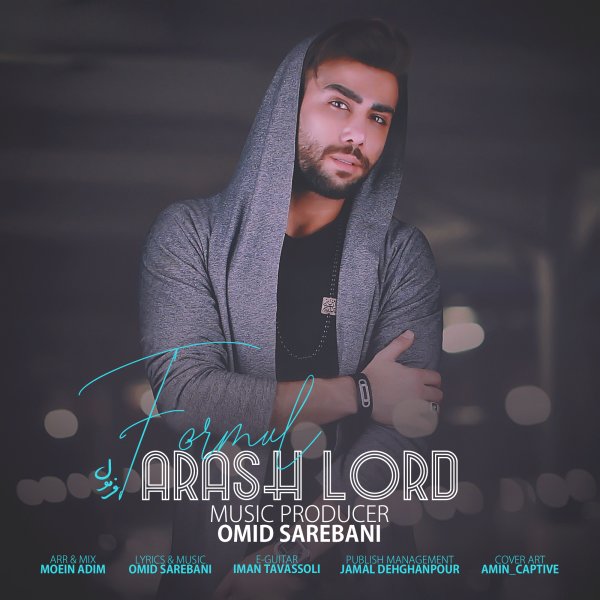 Formul
فرمول
ARASH LORD
MUSIC PRODUCER
OMID SAREBANI
ARR & MIX
MOEIN ADIM
LYRICS & MUSIC
OMID SAREBANI
E-GUITAR
IMAN TAVASSOLI
PUBLISH MANAGEMENT
JAMAL DEHGHANPOUR
COVER ART
AMIN_CAPTIVE